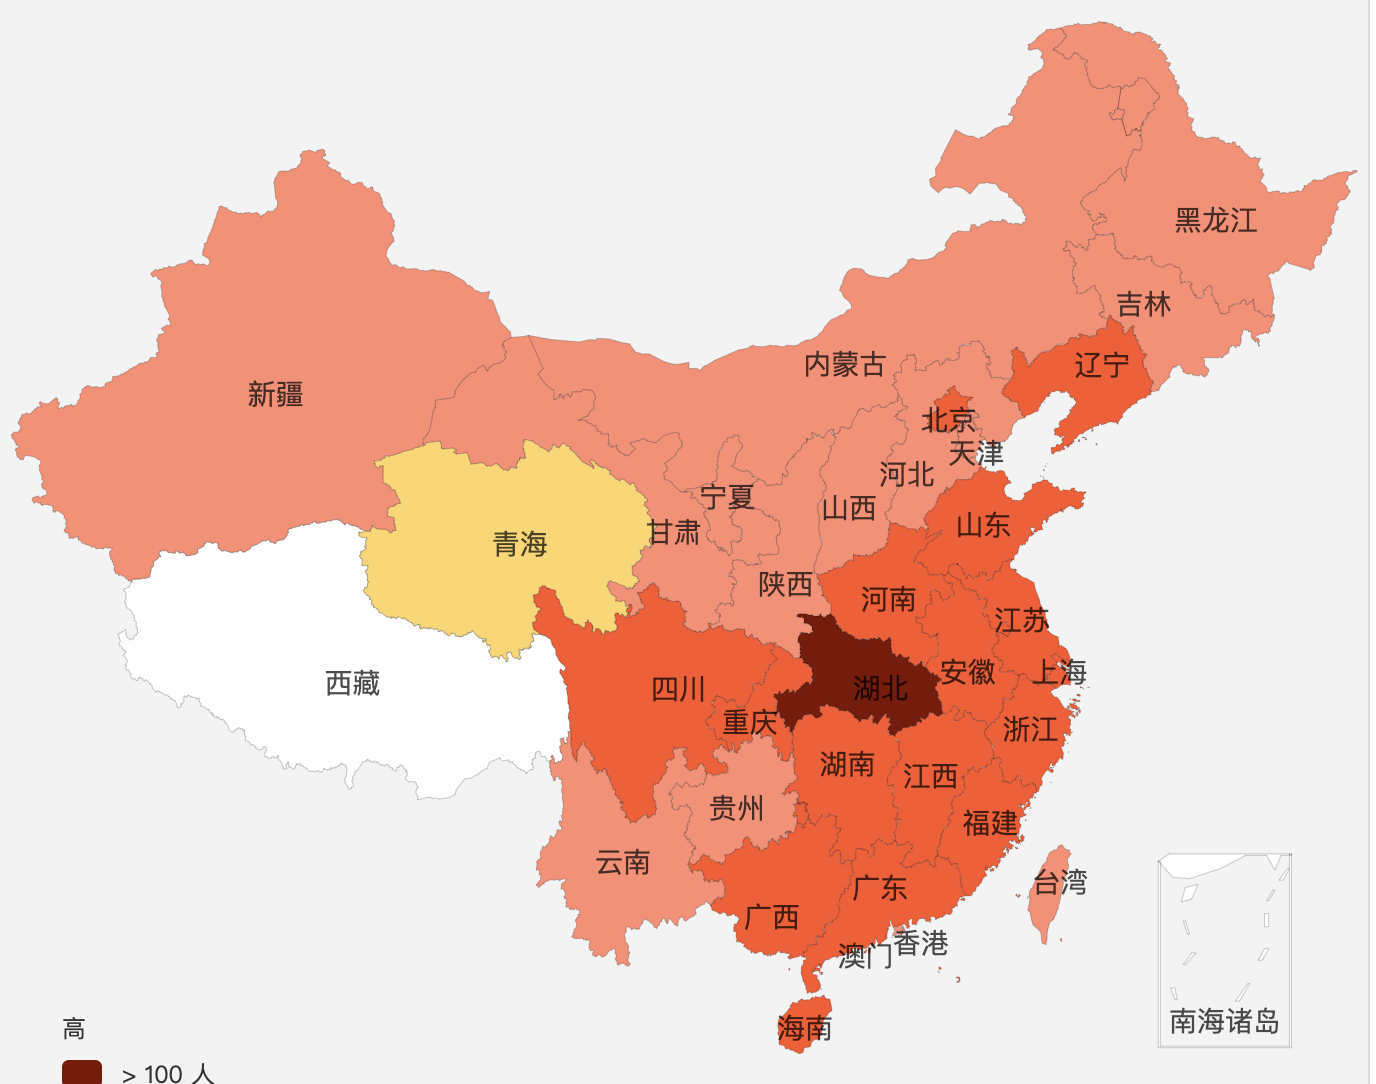 黑龙江
吉林
辽宁
内蒙古
新疆
北京
天津
河北
宁夏
山西
山东
甘肃
青海
陕西
河南
江苏
西藏
四川
湖北
安徽
上海
重庆
浙江
湖南
江西
贵州
福建
云南
广东
台湾
广西
香港
澳门
海南
南海诸岛
高
> 100 人